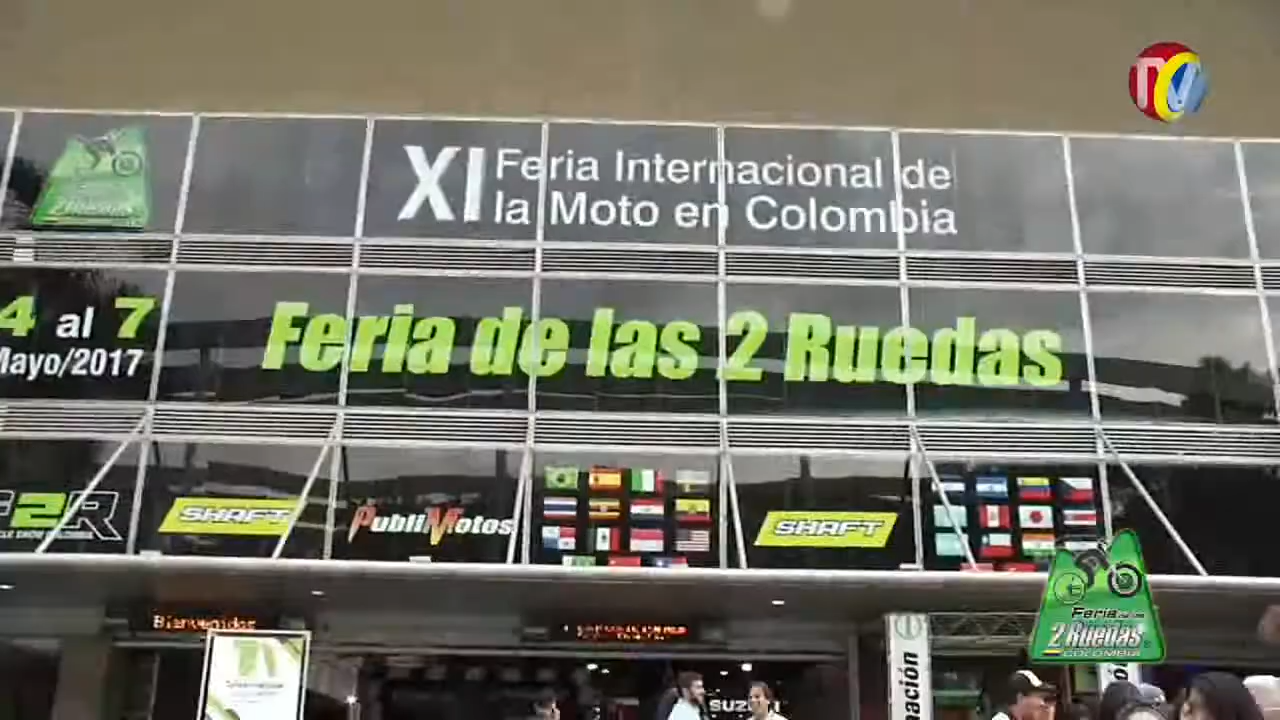 XI Feria Internacional de
la Moto en Colombia
4 al 7
Mayo/2017
Feria de las 2 Ruedas
F2R
SHAFT
PubliMotos
SHAFT
Bienvenidos
SUZUKI
Feria de las
2 Ruedas
COLOMBIA